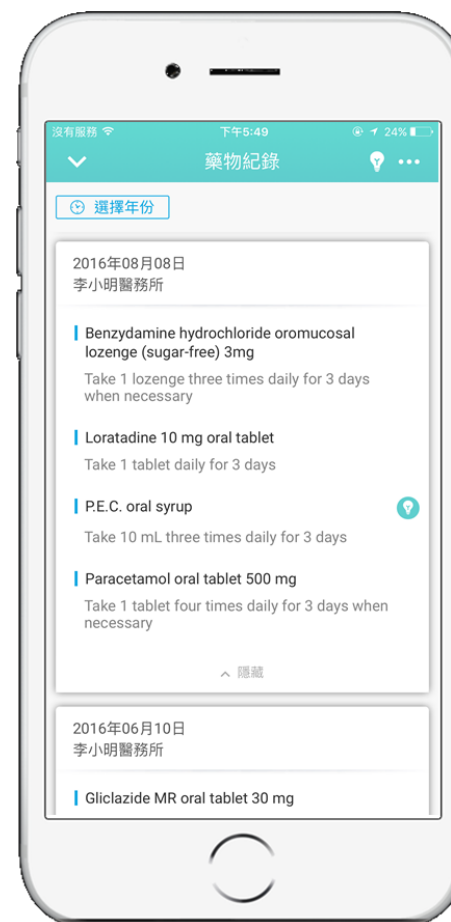 沒有服務 下午5:49 24%
藥物紀錄
選擇年份
2016年08月08日
李小明醫務所
Benzydamine hydrochloride oromucosal
lozenge (sugar-free) 3mg
Take 1 lozenge three times daily for 3 days
when necessary
Loratadine 10 mg oral tablet
Take 1 tablet daily for 3 days
P.E.C. oral syrup
Take 10 mL three times daily for 3 days
Paracetamol oral tablet 500 mg
Take 1 tablet four times daily for 3 days when
necessary
隱藏
2016年06月10日
李小明醫務所
Gliclazide MR oral tablet 30 mg